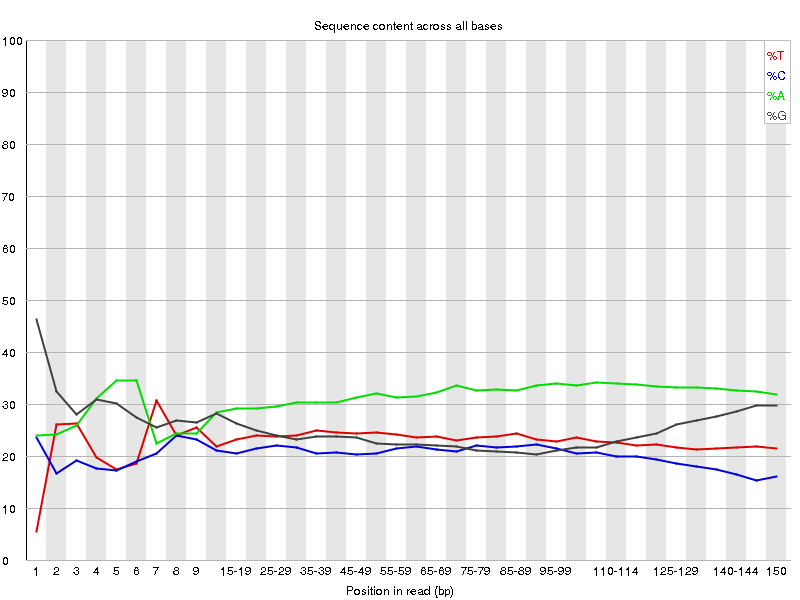 Sequence content across all bases
100
90
80
70
60
50
40
30
20
10
0
%T
%C
%A
%G
1 2 3 4 5 6 7 8 9 15-19 25-29 35-39 45-49 55-59 65-69 75-79 85-89 95-99 110-114 125-129 140-144 150
Position in read (bp)